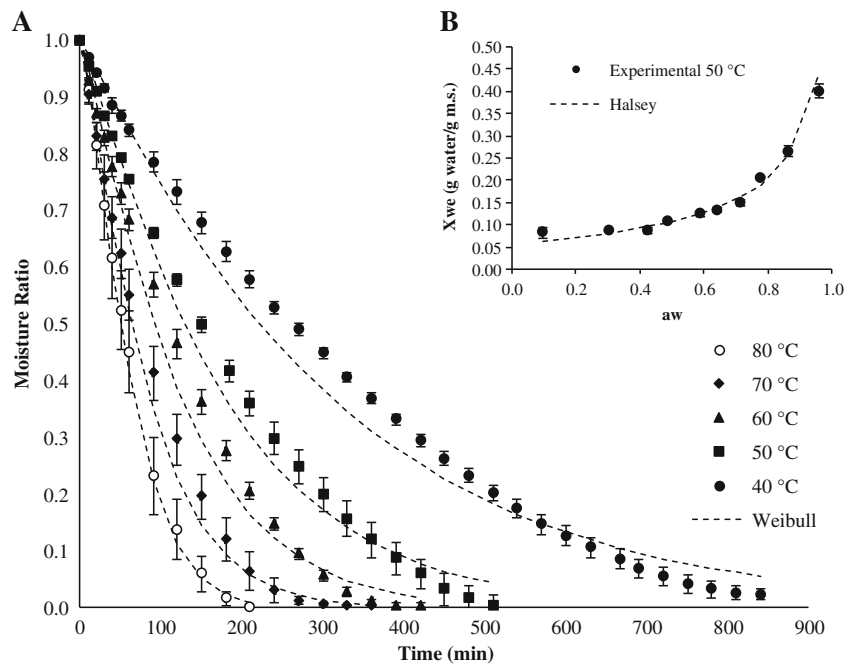 A
Moisture Ratio
1.0
0.9
0.8
0.7
0.6
0.5
0.4
0.3
0.2
0.1
0.0
0 100 200 300 400 500 600 700 800 900
Time (min)
B
Xwe (g water/g m.s.)
0.50
0.45
0.40
0.35
0.30
0.25
0.20
0.15
0.10
0.05
0.00
0.0 0.2 0.4 0.6 0.8 1.0
aw
Experimental 50 °C
Halsey
80 °C
70 °C
60 °C
50 °C
40 °C
Weibull